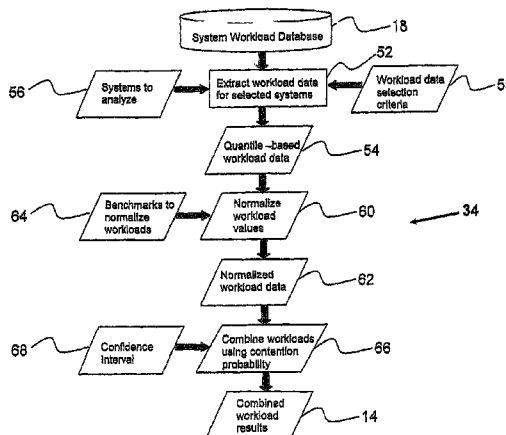 System Workload Database
18
52
56
Systems to
analyze
Extract workload data
for selected systems
Workload data
selection
criteria
5
Quantile -based
workload data
54
64
Benchmarks to
normalize workloads
Normalize
workload
values
60
34
Normalized
workload data
62
68
Confidence
Interval
Combine workloads
using contention
probability
66
Combined
workload
results
14